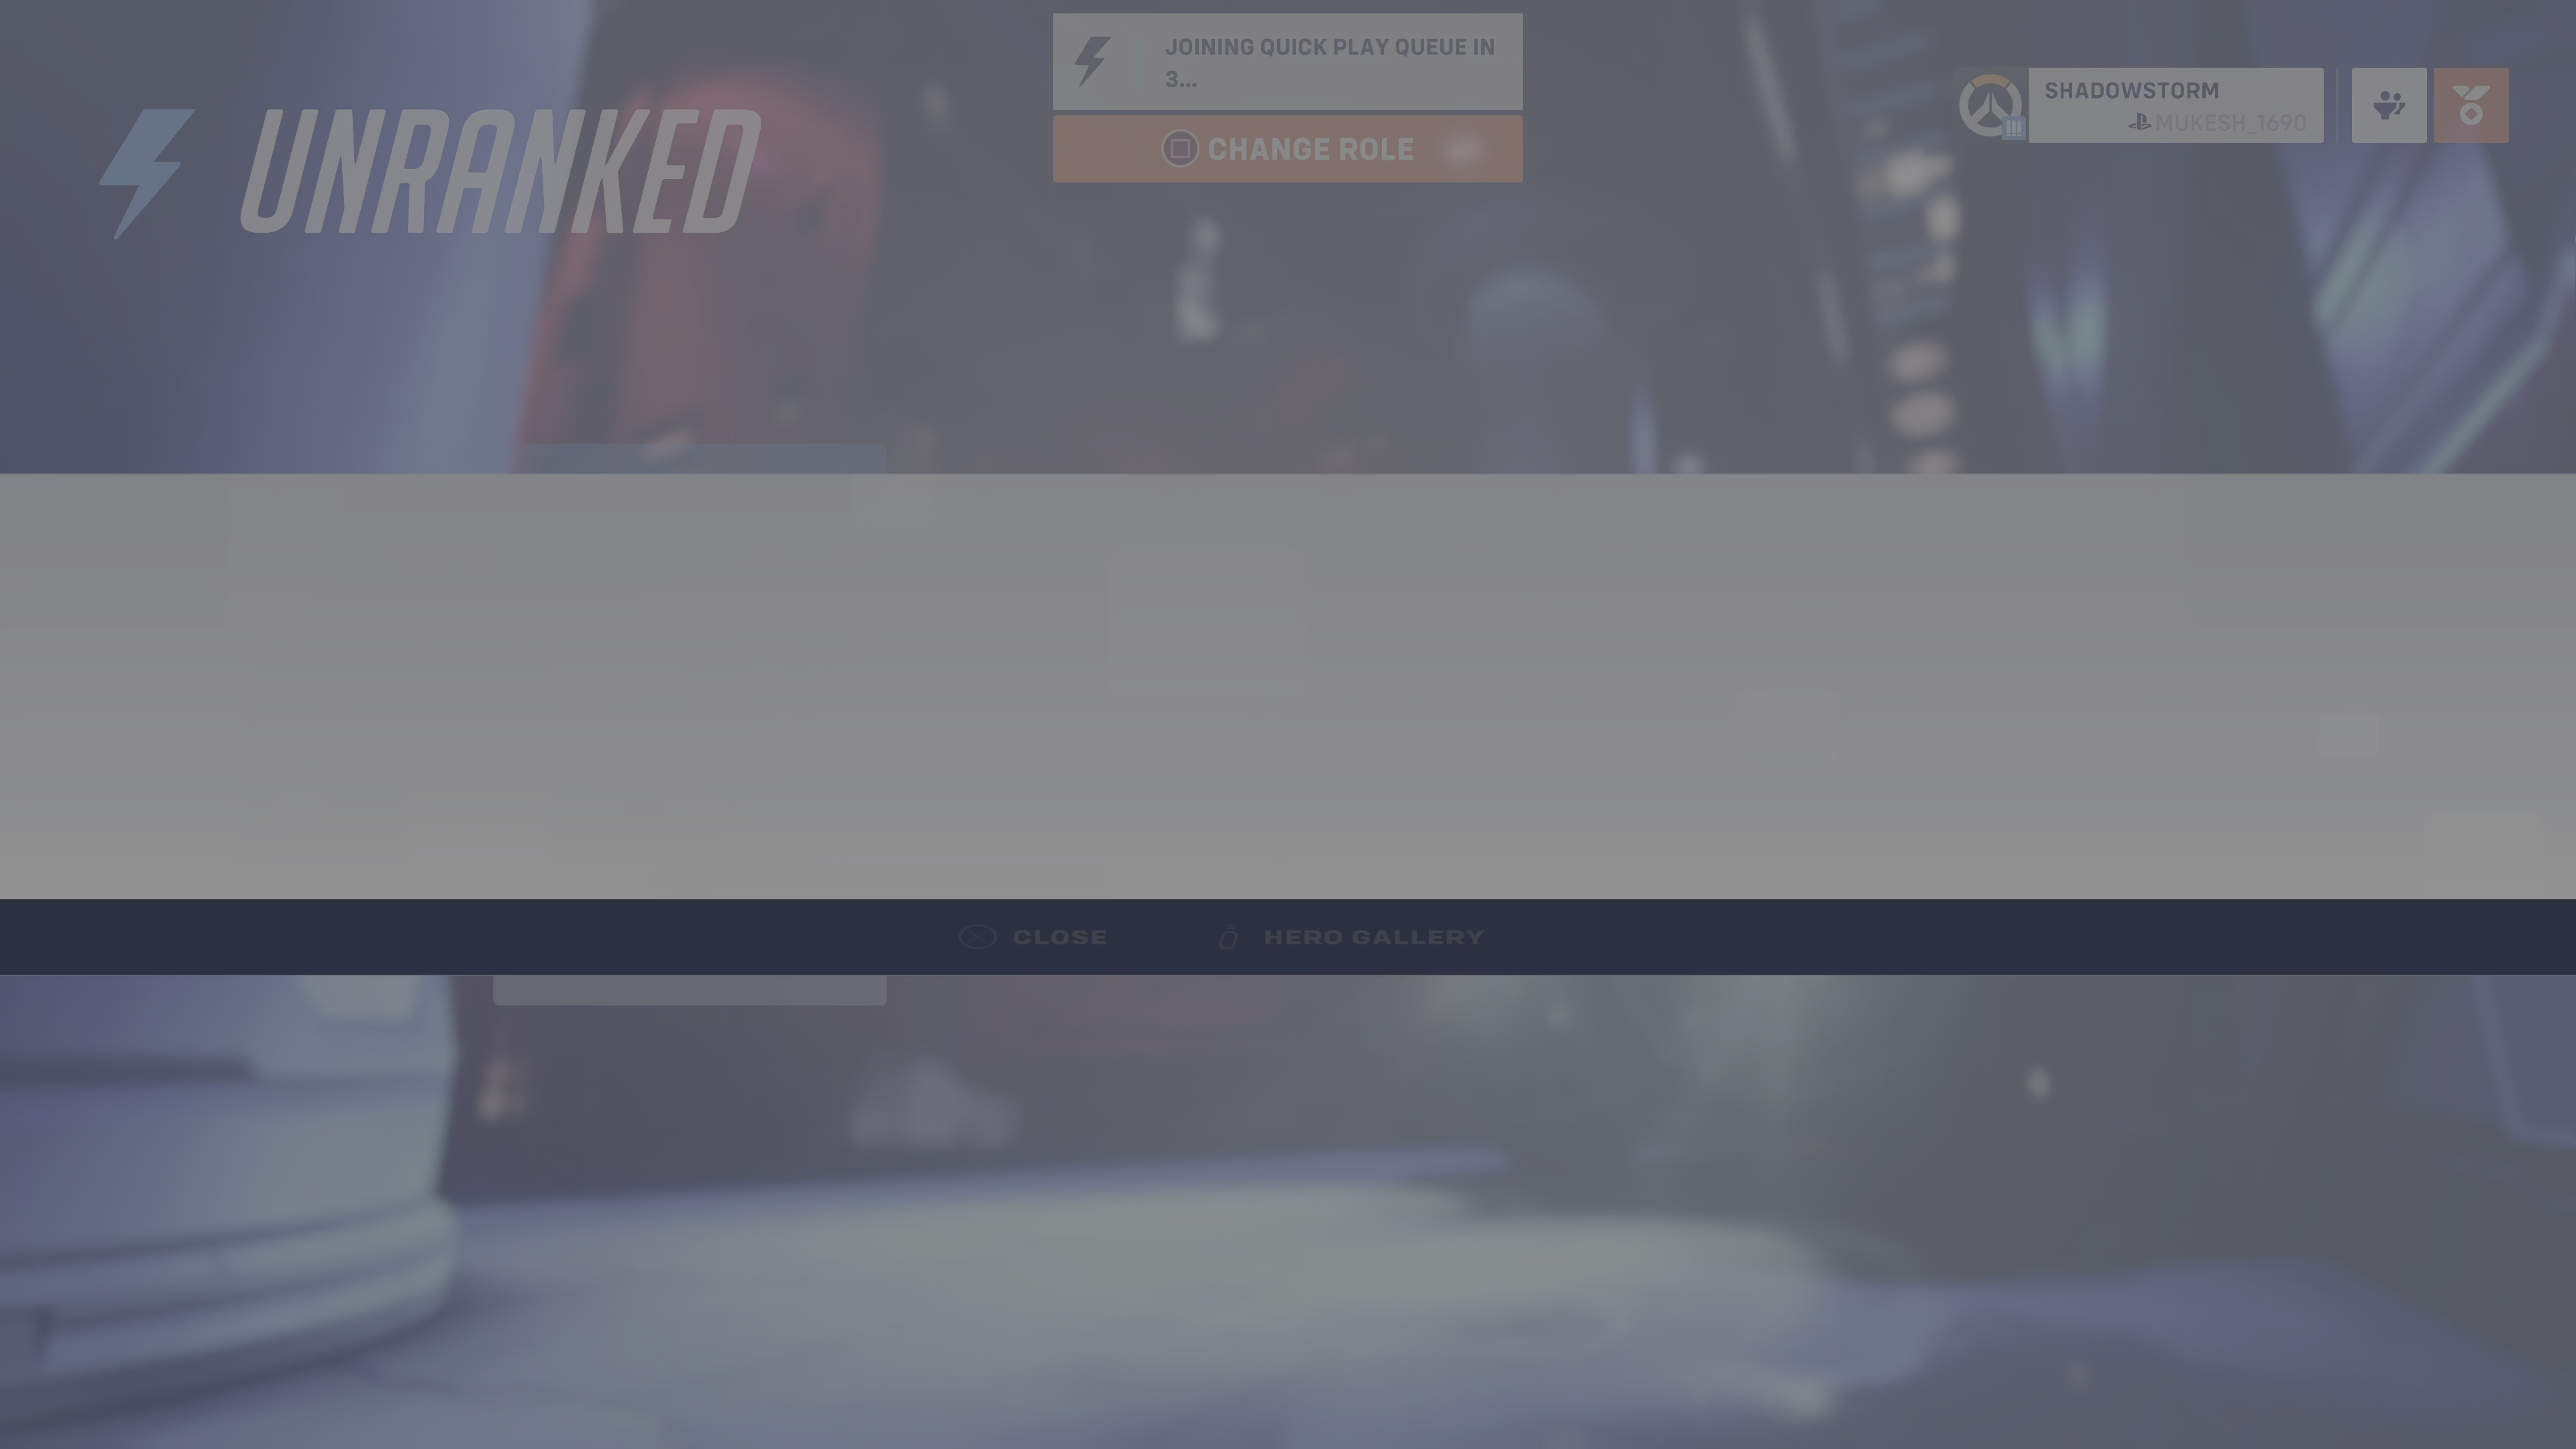 JOINING QUICK PLAY QUEUE IN
3...
CHANGE ROLE
UNRANKED
SHADOWSTORM
MUKESH_1690
CLOSE
HERO GALLERY